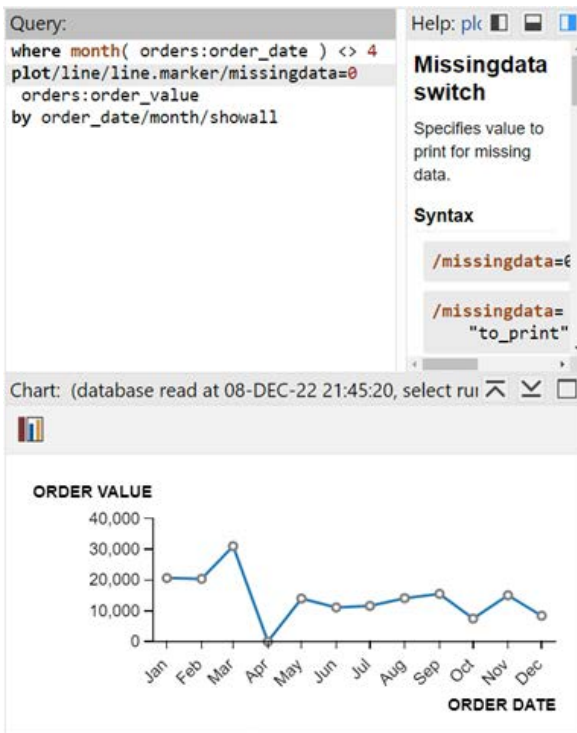 Query:
where month( orders:order_date ) <> 4
plot/line/line.marker/missingdata=0
orders:order_value
by order_date/month/showall
Help: plo
Missingdata
switch
Specifies value to
print for missing
data.
Syntax
/missingdata=0
/missingdata=
"to_print"
Chart: (database read at 08-DEC-22 21:45:20, select ru
ORDER VALUE
40,000
30,000
20,000
10,000
0
Jan Feb Mar Apr May Jun Jul Aug Sep Oct Nov Dec
ORDER DATE